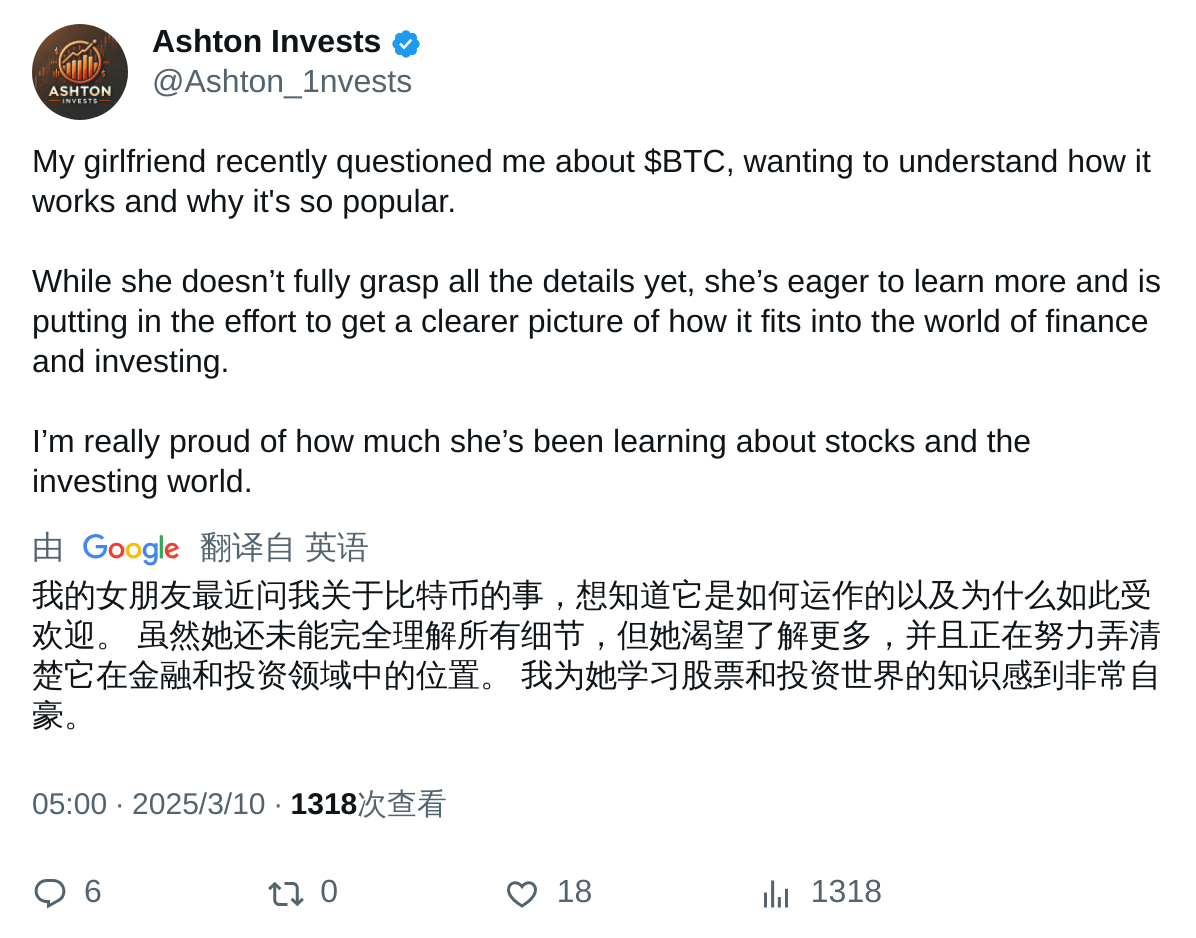 ASHTON
INVESTS
Ashton Invests
@Ashton_1nvests
My girlfriend recently questioned me about $BTC, wanting to understand how it
works and why it's so popular.
While she doesn’t fully grasp all the details yet, she’s eager to learn more and is
putting in the effort to get a clearer picture of how it fits into the world of finance
and investing.
I’m really proud of how much she’s been learning about stocks and the
investing world.
由 Google 翻译自 英语
我的女朋友最近问我关于比特币的事，想知道它是如何运作的以及为什么如此受
欢迎。 虽然她还未能完全理解所有细节，但她渴望了解更多，并且正在努力弄清
楚它在金融和投资领域中的位置。 我为她学习股票和投资世界的知识感到非常自
豪。
05:00 · 2025/3/10 · 1318次查看
6 0 18 1318